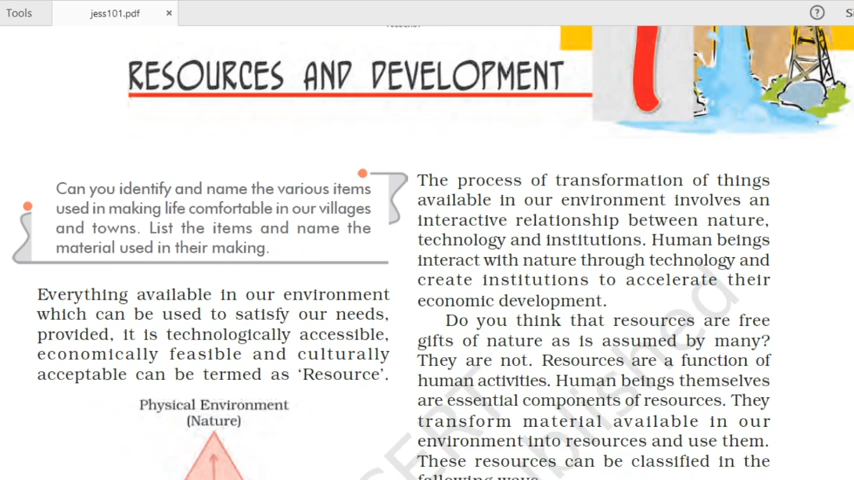 Tools
jess101.pdf
×
?
RESOURCES AND DEVELOPMENT
Can you identify and name the various items
used in making life comfortable in our villages
and towns. List the items and name the
material used in their making.
Everything available in our environment
which can be used to satisfy our needs,
provided, it is technologically accessible,
economically feasible and culturally
acceptable can be termed as ‘Resource’.
Physical Environment
(Nature)
The process of transformation of things
available in our environment involves an
interactive relationship between nature,
technology and institutions. Human beings
interact with nature through technology and
create institutions to accelerate their
economic development.
Do you think that resources are free
gifts of nature as is assumed by many?
They are not. Resources are a function of
human activities. Human beings themselves
are essential components of resources. They
transform material available in our
environment into resources and use them.
These resources can be classified in the
following ways